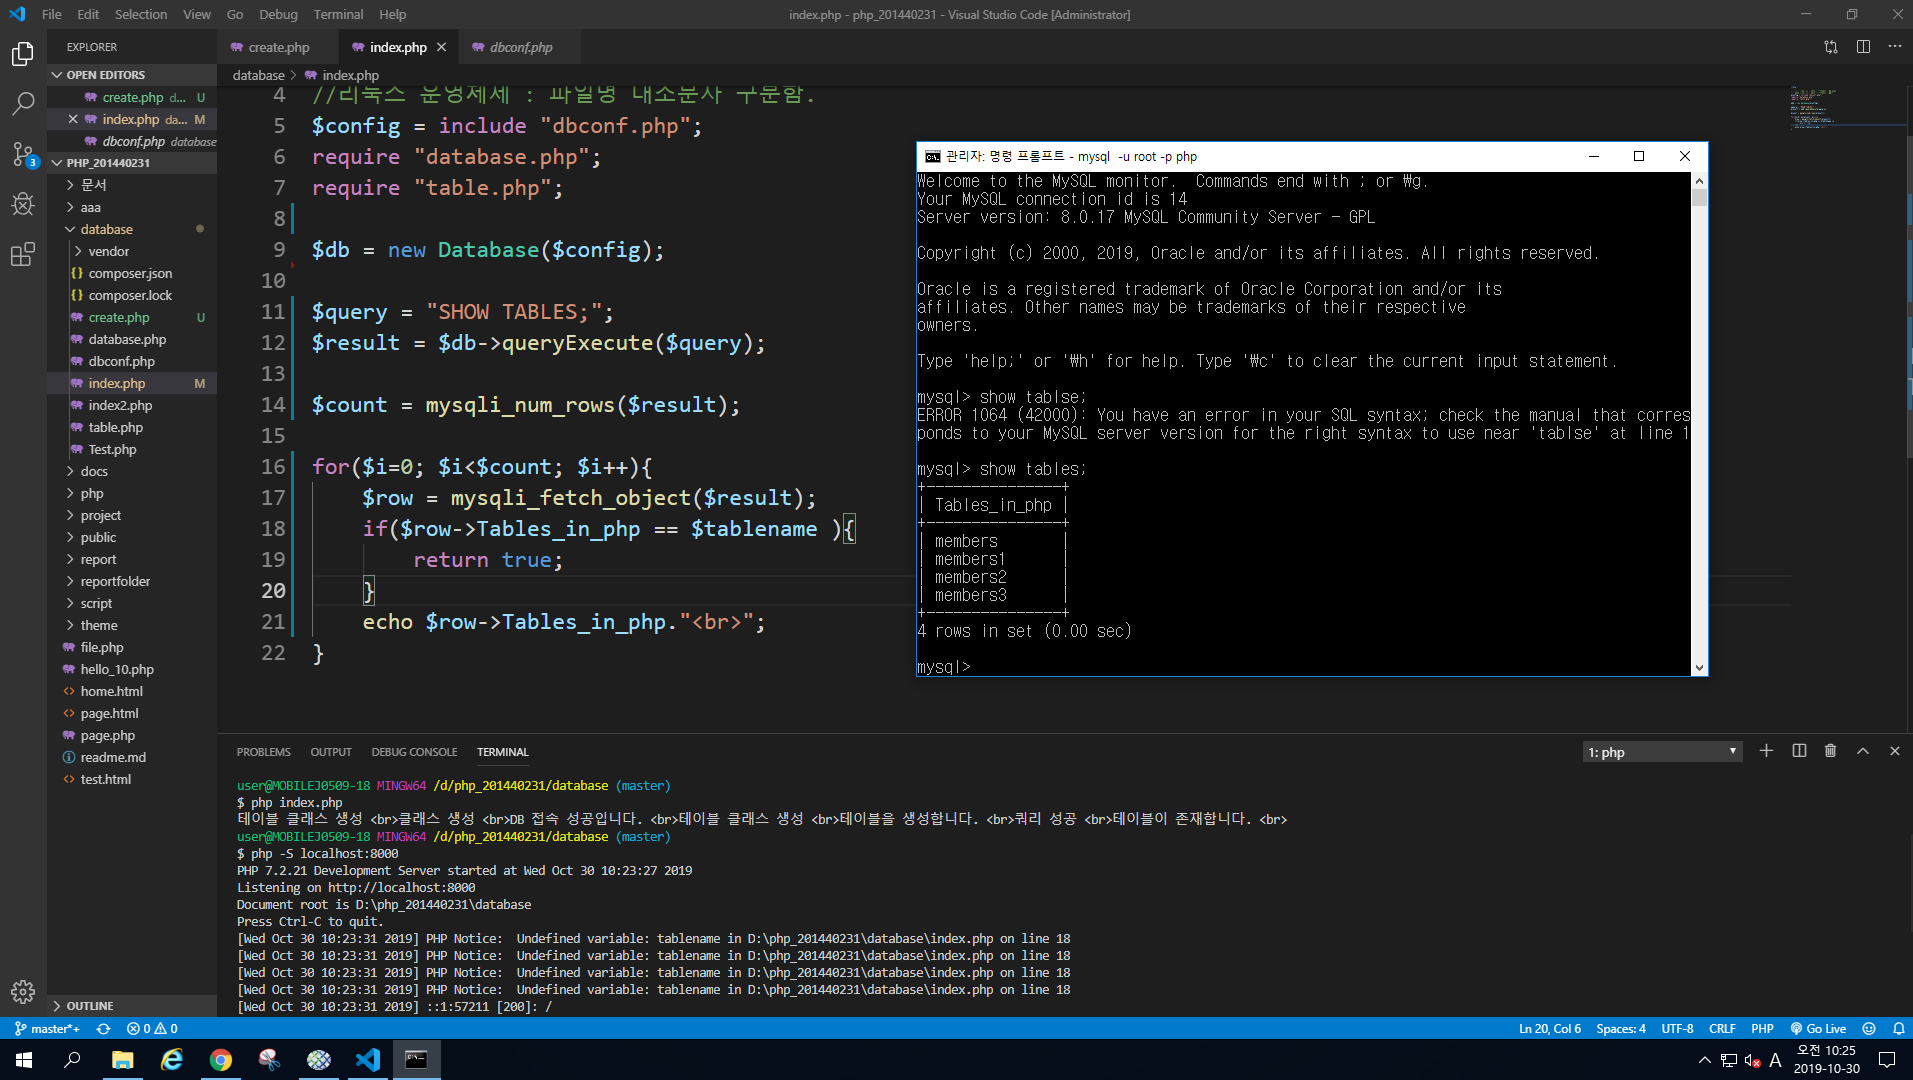 File Edit Selection View Go Debug Terminal Help
index.php - php_201440231 - Visual Studio Code [Administrator]
EXPLORER
OPEN EDITORS
create.php d... U
index.php da... M
dbconf.php database
PHP_201440231
문서
aaa
database
vendor
composer.json
composer.lock
create.php U
database.php
dbconf.php
index.php M
index2.php
table.php
Test.php
docs
php
project
public
report
reportfolder
script
theme
file.php
hello_10.php
home.html
page.html
page.php
readme.md
test.html
OUTLINE
create.php
index.php
dbconf.php
database > index.php
4 //리눅스 운영체제 : 파일명 대소문자 구분함.
5 $config = include "dbconf.php";
6 require "database.php";
7 require "table.php";
8
9 $db = new Database($config);
10
11 $query = "SHOW TABLES;";
12 $result = $db->queryExecute($query);
13
14 $count = mysqli_num_rows($result);
15
16 for($i=0; $i<$count; $i++){
17 $row = mysqli_fetch_object($result);
18 if($row->Tables_in_php == $tablename ){
19 return true;
20 }
21 echo $row->Tables_in_php."<br>";
22 }
관리자: 명령 프롬프트 - mysql -u root -p php
Welcome to the MySQL monitor.  Commands end with ; or ₩g.
Your MySQL connection id is 14
Server version: 8.0.17 MySQL Community Server - GPL
Copyright (c) 2000, 2019, Oracle and/or its affiliates. All rights reserved.
Oracle is a registered trademark of Oracle Corporation and/or its
affiliates. Other names may be trademarks of their respective
owners.
Type 'help;' or '₩h' for help. Type '₩c' to clear the current input statement.
mysql> show tablse;
ERROR 1064 (42000): You have an error in your SQL syntax; check the manual that corres
ponds to your MySQL server version for the right syntax to use near 'tablse' at line 1
mysql> show tables;
+---------------+
| Tables_in_php |
+---------------+
| members       |
| members1      |
| members2      |
| members3      |
+---------------+
4 rows in set (0.00 sec)
mysql>
PROBLEMS OUTPUT DEBUG CONSOLE TERMINAL
1: php
user@MOBILEJ0509-18 MINGW64 /d/php_201440231/database (master)
$ php index.php
테이블 클래스 생성 <br>클래스 생성 <br>DB 접속 성공입니다. <br>테이블 클래스 생성 <br>테이블을 생성합니다. <br>쿼리 성공 <br>테이블이 존재합니다. <br>
user@MOBILEJ0509-18 MINGW64 /d/php_201440231/database (master)
$ php -S localhost:8000
PHP 7.2.21 Development Server started at Wed Oct 30 10:23:27 2019
Listening on http://localhost:8000
Document root is D:\php_201440231\database
Press Ctrl-C to quit.
[Wed Oct 30 10:23:31 2019] PHP Notice:  Undefined variable: tablename in D:\php_201440231\database\index.php on line 18
[Wed Oct 30 10:23:31 2019] PHP Notice:  Undefined variable: tablename in D:\php_201440231\database\index.php on line 18
[Wed Oct 30 10:23:31 2019] PHP Notice:  Undefined variable: tablename in D:\php_201440231\database\index.php on line 18
[Wed Oct 30 10:23:31 2019] PHP Notice:  Undefined variable: tablename in D:\php_201440231\database\index.php on line 18
[Wed Oct 30 10:23:31 2019] ::1:57211 [200]: /
3
master*+ 0 0
Ln 20, Col 6 Spaces: 4 UTF-8 CRLF PHP Go Live
A
오전 10:25
2019-10-30